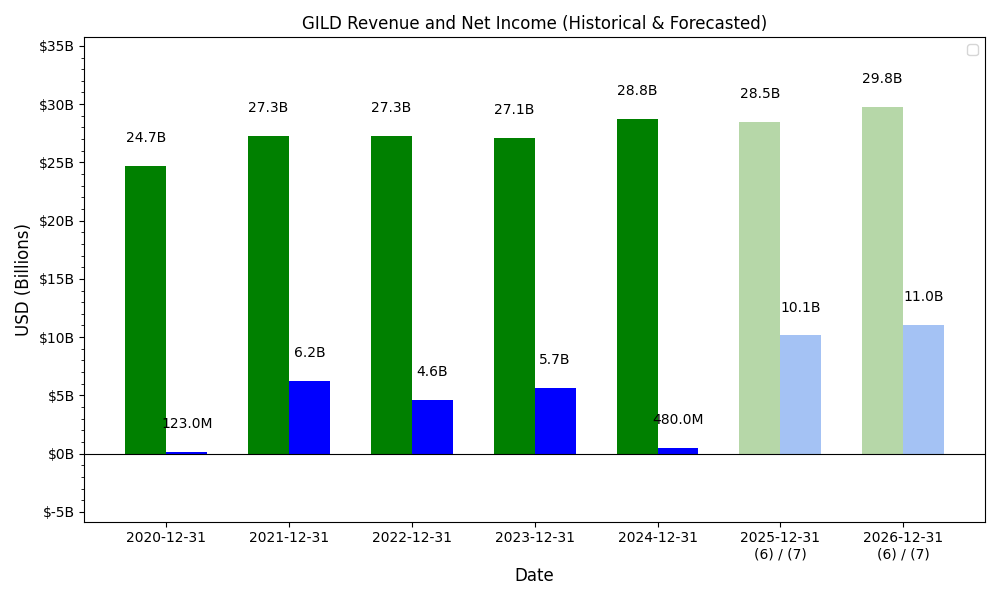 GILD Revenue and Net Income (Historical & Forecasted)
$35B
$30B
$25B
$20B
$15B
$10B
$5B
$0B
$-5B
USD (Billions)
24.7B
123.0M
27.3B
6.2B
27.3B
4.6B
27.1B
5.7B
28.8B
480.0M
28.5B
10.1B
29.8B
11.0B
2020-12-31
2021-12-31
2022-12-31
2023-12-31
2024-12-31
2025-12-31
(6) / (7)
2026-12-31
(6) / (7)
Date